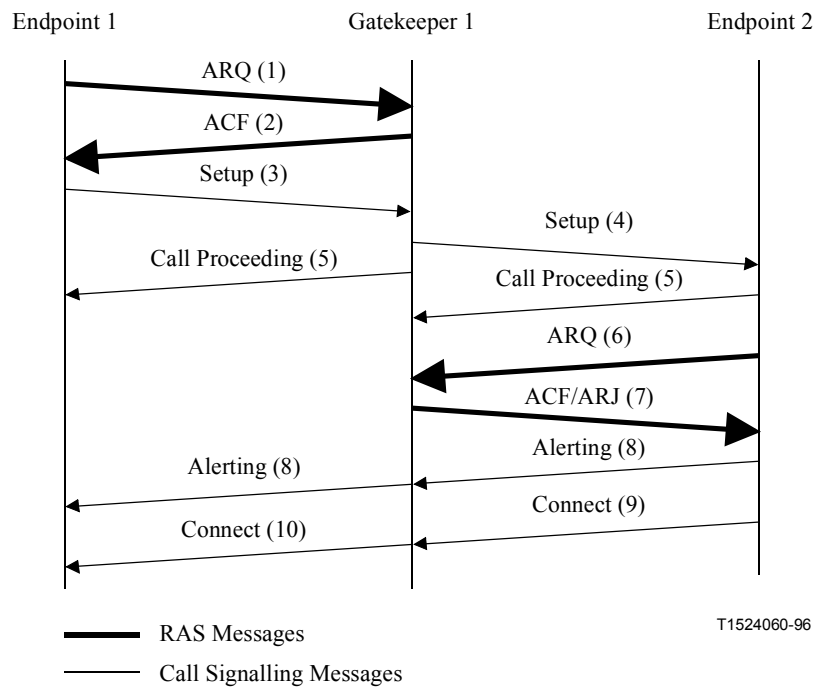 Endpoint 1
Gatekeeper 1
Endpoint 2
ARQ (1)
ACF (2)
Setup (3)
Setup (4)
Call Proceeding (5)
Call Proceeding (5)
ARQ (6)
ACF/ARJ (7)
Alerting (8)
Alerting (8)
Connect (9)
Connect (10)
T1524060-96
RAS Messages
Call Signalling Messages